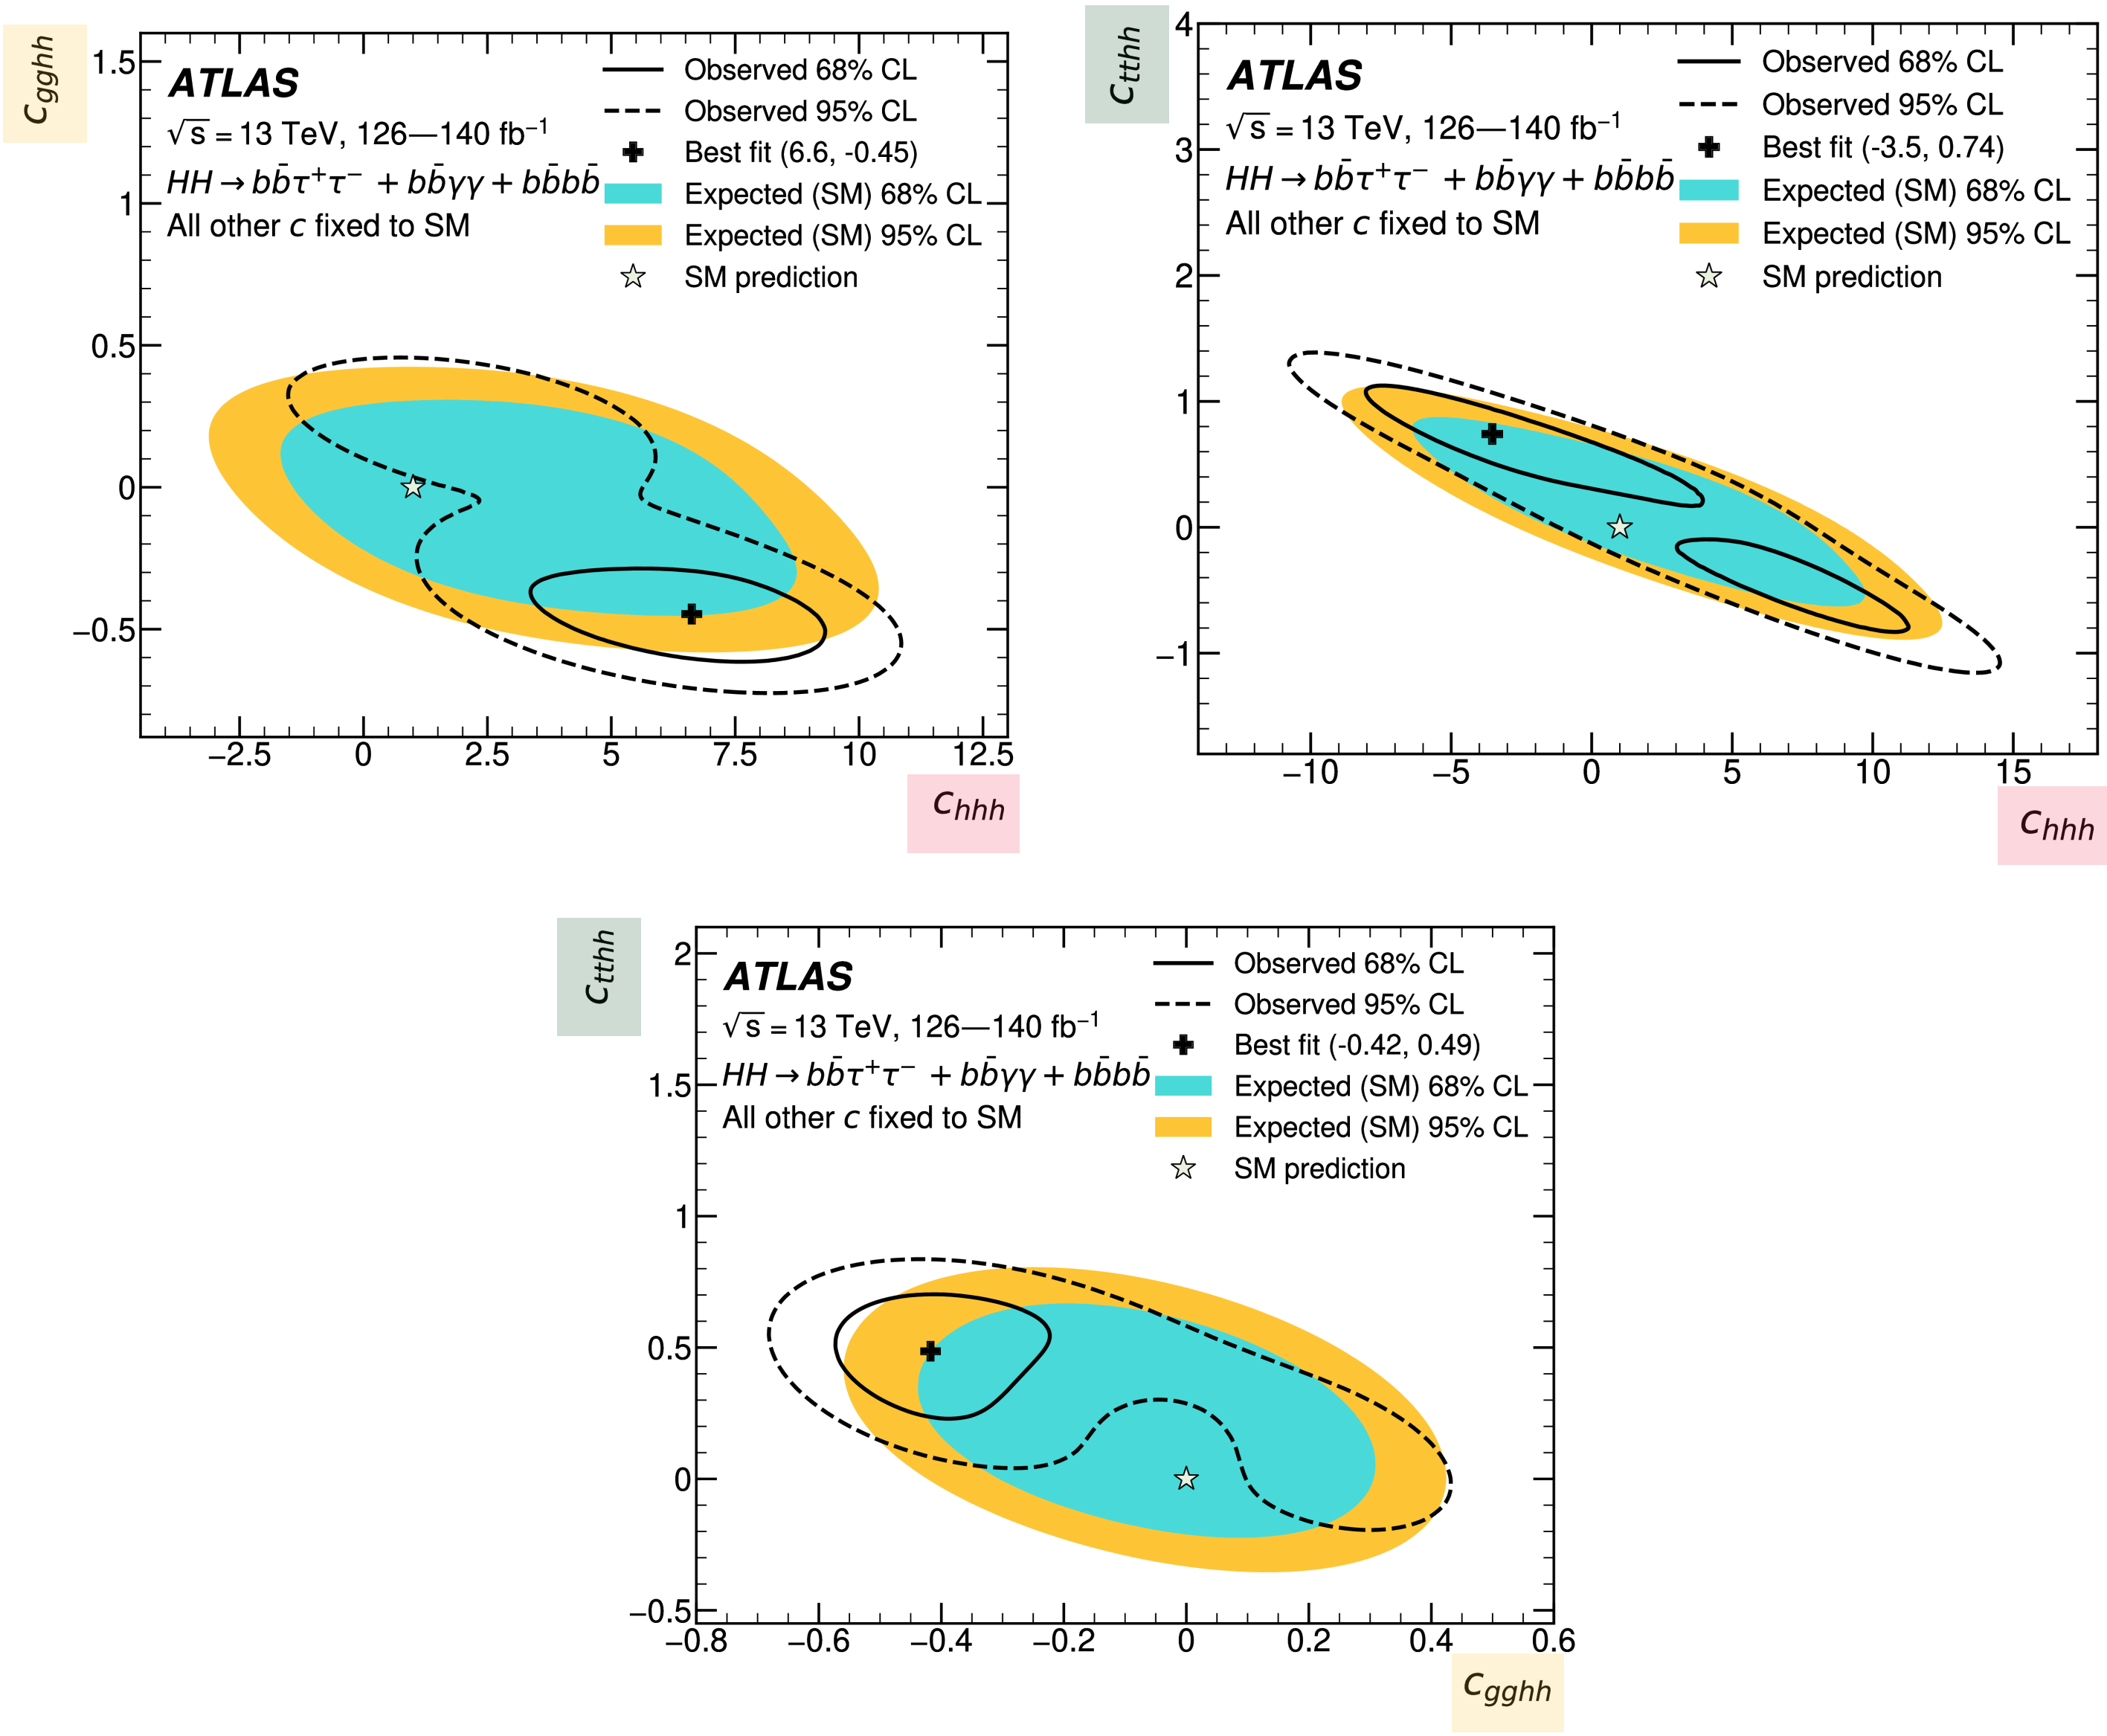 c_gghh
1.5
1
0.5
0
−0.5
ATLAS
√s = 13 TeV, 126—140 fb⁻¹
HH → bb̄τ⁺τ⁻ + bb̄γγ + bb̄bb̄
All other c fixed to SM
Observed 68% CL
Observed 95% CL
Best fit (6.6, -0.45)
Expected (SM) 68% CL
Expected (SM) 95% CL
SM prediction
−2.5 0 2.5 5 7.5 10 12.5
c_hhh
c_tthh
4
3
2
1
0
−1
ATLAS
√s = 13 TeV, 126—140 fb⁻¹
HH → bb̄τ⁺τ⁻ + bb̄γγ + bb̄bb̄
All other c fixed to SM
Observed 68% CL
Observed 95% CL
Best fit (-3.5, 0.74)
Expected (SM) 68% CL
Expected (SM) 95% CL
SM prediction
−10 −5 0 5 10 15
c_hhh
c_tthh
2
1.5
1
0.5
0
−0.5
ATLAS
√s = 13 TeV, 126—140 fb⁻¹
HH → bb̄τ⁺τ⁻ + bb̄γγ + bb̄bb̄
All other c fixed to SM
Observed 68% CL
Observed 95% CL
Best fit (-0.42, 0.49)
Expected (SM) 68% CL
Expected (SM) 95% CL
SM prediction
−0.8 −0.6 −0.4 −0.2 0 0.2 0.4 0.6
c_gghh